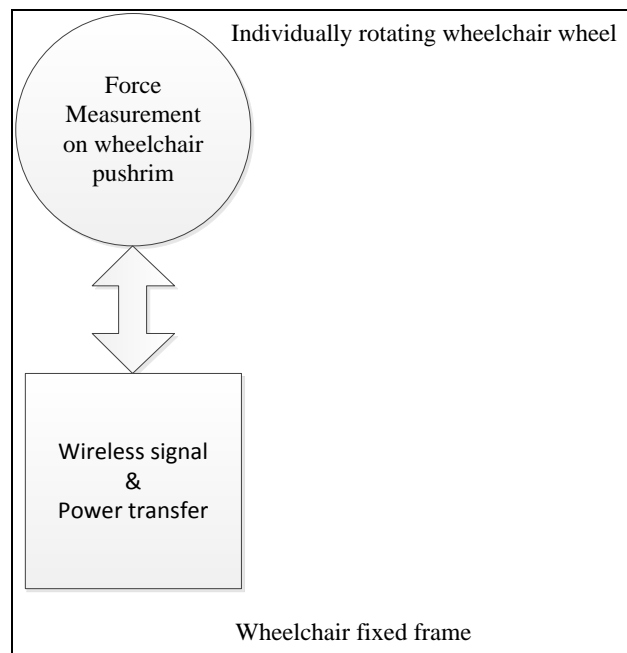 Individually rotating wheelchair wheel
Force
Measurement
on wheelchair
pushrim
Wireless signal
&
Power transfer
Wheelchair fixed frame